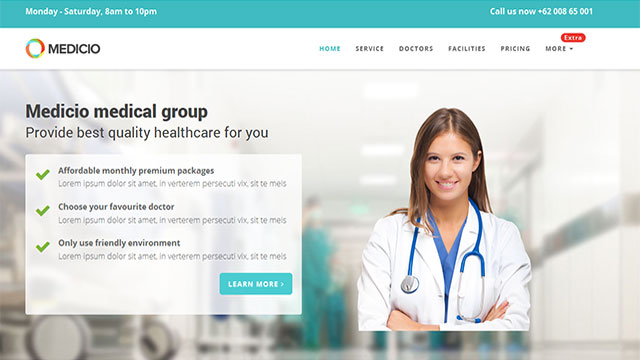 Monday - Saturday, 8am to 10pm
Call us now +62 008 65 001
MEDICIO
Extra
HOME SERVICE DOCTORS FACILITIES PRICING MORE
Medicio medical group
Provide best quality healthcare for you
Affordable monthly premium packages
Lorem ipsum dolor sit amet, in verterem persecuti vix, sit te meis
Choose your favourite doctor
Lorem ipsum dolor sit amet, in verterem persecuti vix, sit te meis
Only use friendly environment
Lorem ipsum dolor sit amet, in verterem persecuti vix, sit te meis
LEARN MORE ›